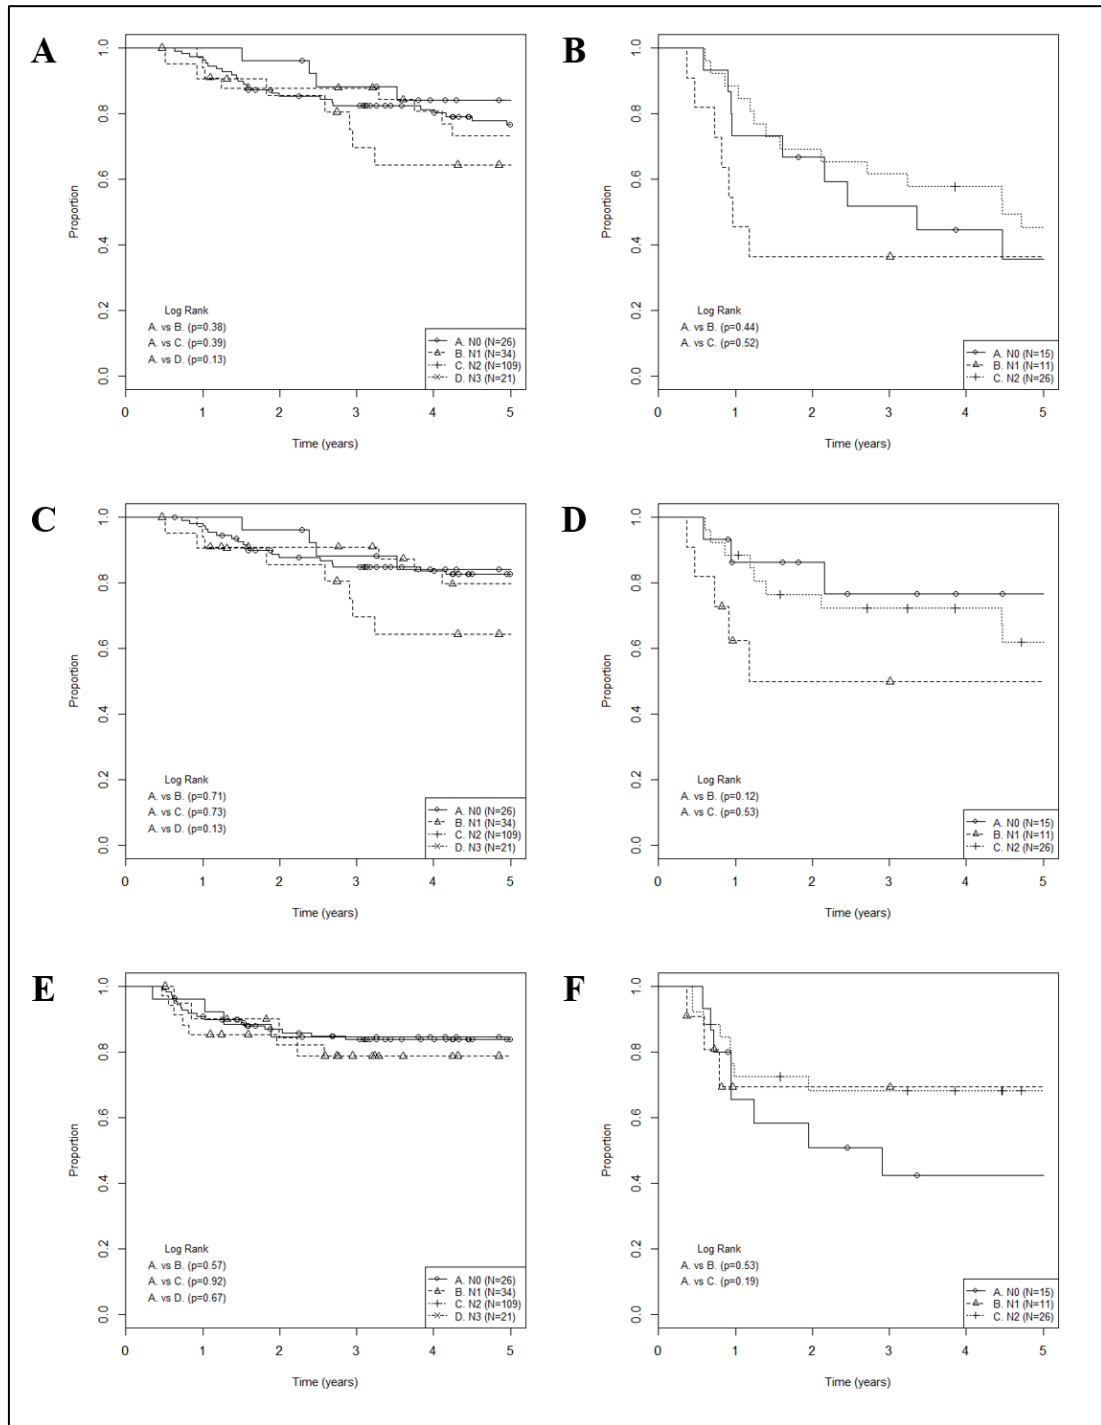 A
1.0
0.8
0.6
0.4
0.2
0.0
Proportion
Log Rank
A. vs B. (p=0.38)
A. vs C. (p=0.39)
A. vs D. (p=0.13)
A. N0 (N=26)
B. N1 (N=34)
C. N2 (N=109)
D. N3 (N=21)
0 1 2 3 4 5
Time (years)
B
1.0
0.8
0.6
0.4
0.2
0.0
Proportion
Log Rank
A. vs B. (p=0.44)
A. vs C. (p=0.52)
A. N0 (N=15)
B. N1 (N=11)
C. N2 (N=26)
0 1 2 3 4 5
Time (years)
C
1.0
0.8
0.6
0.4
0.2
0.0
Proportion
Log Rank
A. vs B. (p=0.71)
A. vs C. (p=0.73)
A. vs D. (p=0.13)
A. N0 (N=26)
B. N1 (N=34)
C. N2 (N=109)
D. N3 (N=21)
0 1 2 3 4 5
Time (years)
D
1.0
0.8
0.6
0.4
0.2
0.0
Proportion
Log Rank
A. vs B. (p=0.12)
A. vs C. (p=0.53)
A. N0 (N=15)
B. N1 (N=11)
C. N2 (N=26)
0 1 2 3 4 5
Time (years)
E
1.0
0.8
0.6
0.4
0.2
0.0
Proportion
Log Rank
A. vs B. (p=0.57)
A. vs C. (p=0.92)
A. vs D. (p=0.67)
A. N0 (N=26)
B. N1 (N=34)
C. N2 (N=109)
D. N3 (N=21)
0 1 2 3 4 5
Time (years)
F
1.0
0.8
0.6
0.4
0.2
0.0
Proportion
Log Rank
A. vs B. (p=0.53)
A. vs C. (p=0.19)
A. N0 (N=15)
B. N1 (N=11)
C. N2 (N=26)
0 1 2 3 4 5
Time (years)